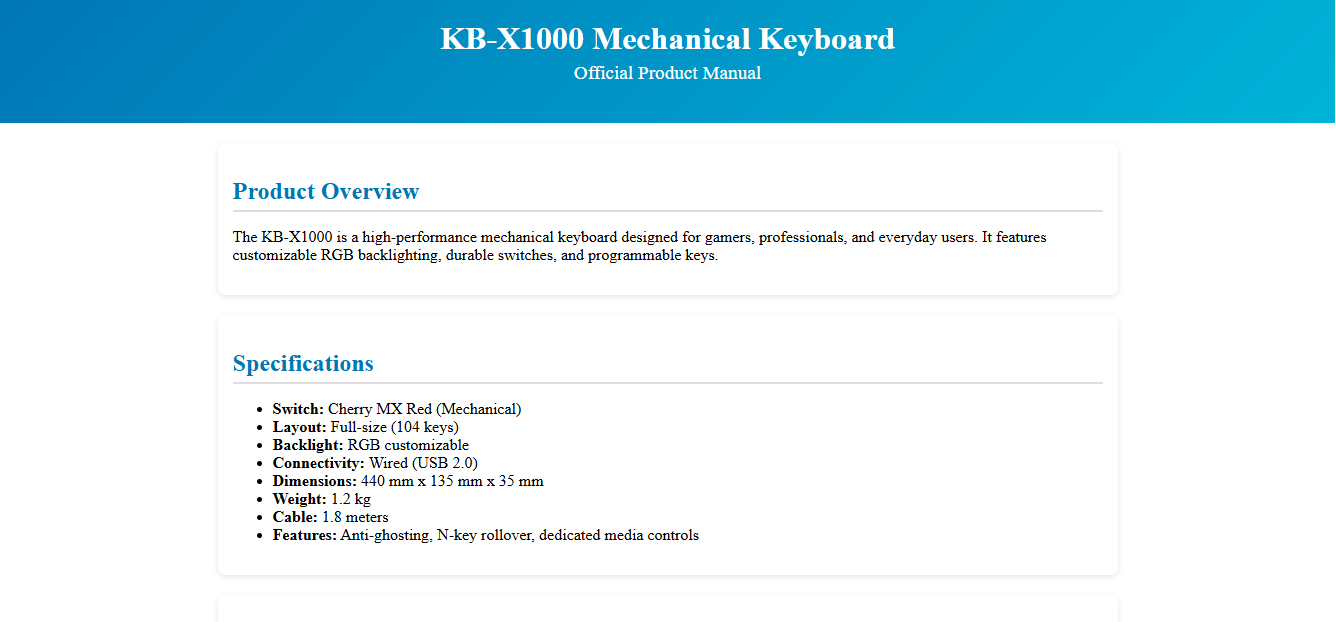 KB-X1000 Mechanical Keyboard
Official Product Manual
Product Overview
The KB-X1000 is a high-performance mechanical keyboard designed for gamers, professionals, and everyday users. It features
customizable RGB backlighting, durable switches, and programmable keys.
Specifications
• Switch: Cherry MX Red (Mechanical)
• Layout: Full-size (104 keys)
• Backlight: RGB customizable
• Connectivity: Wired (USB 2.0)
• Dimensions: 440 mm x 135 mm x 35 mm
• Weight: 1.2 kg
• Cable: 1.8 meters
• Features: Anti-ghosting, N-key rollover, dedicated media controls